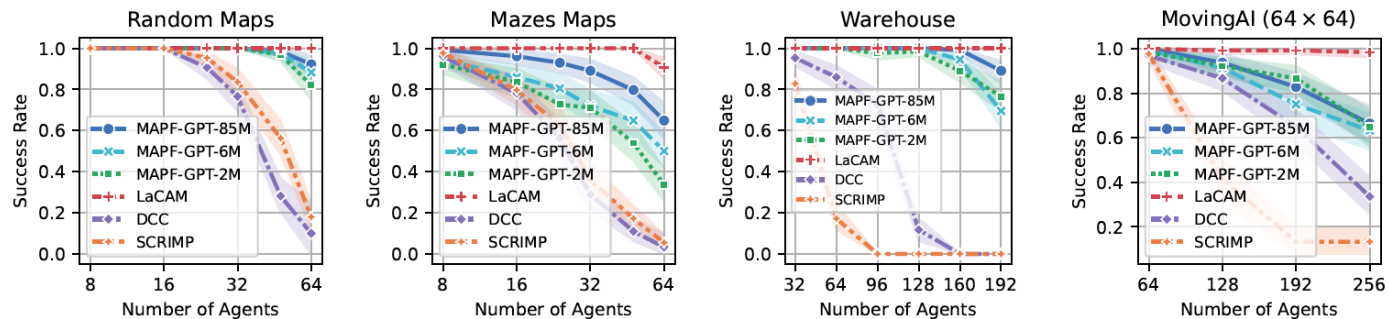 Random Maps
Success Rate
1.0
0.8
0.6
0.4
0.2
0.0
MAPF-GPT-85M
MAPF-GPT-6M
MAPF-GPT-2M
LaCAM
DCC
SCRIMP
8 16 32 64
Number of Agents
Mazes Maps
Success Rate
1.0
0.8
0.6
0.4
0.2
0.0
MAPF-GPT-85M
MAPF-GPT-6M
MAPF-GPT-2M
LaCAM
DCC
SCRIMP
8 16 32 64
Number of Agents
Warehouse
Success Rate
1.0
0.8
0.6
0.4
0.2
0.0
MAPF-GPT-85M
MAPF-GPT-6M
MAPF-GPT-2M
LaCAM
DCC
SCRIMP
32 64 96 128 160 192
Number of Agents
MovingAI (64 × 64)
Success Rate
1.0
0.8
0.6
0.4
0.2
MAPF-GPT-85M
MAPF-GPT-6M
MAPF-GPT-2M
LaCAM
DCC
SCRIMP
64 128 192 256
Number of Agents